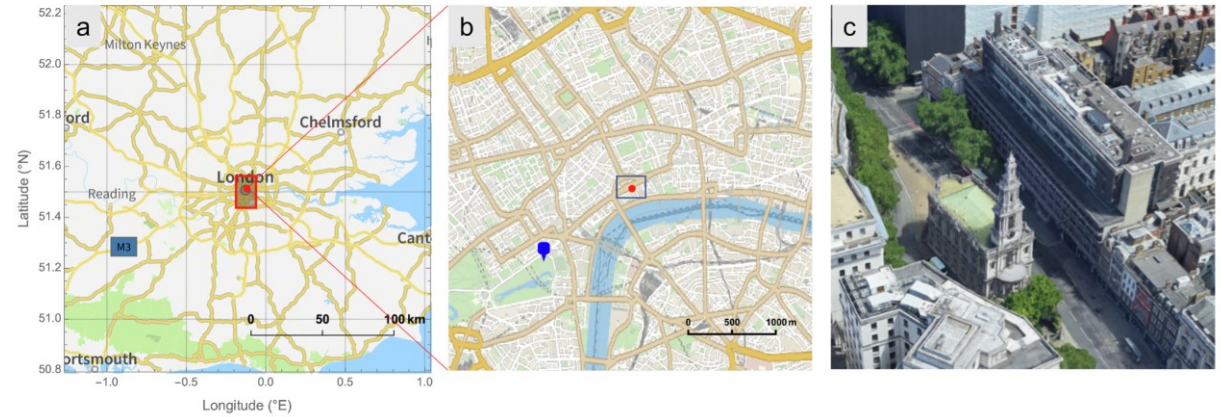 a
b
c
52.2
52.0
51.8
51.6
51.4
51.2
51.0
50.8
Latitude (°N)
Milton Keynes
ord
Chelmsford
London
Reading
M3
Cant
0 50 100 km
ortsmouth
−1.0 −0.5 0.0 0.5 1.0
Longitude (°E)
0 500 1000 m